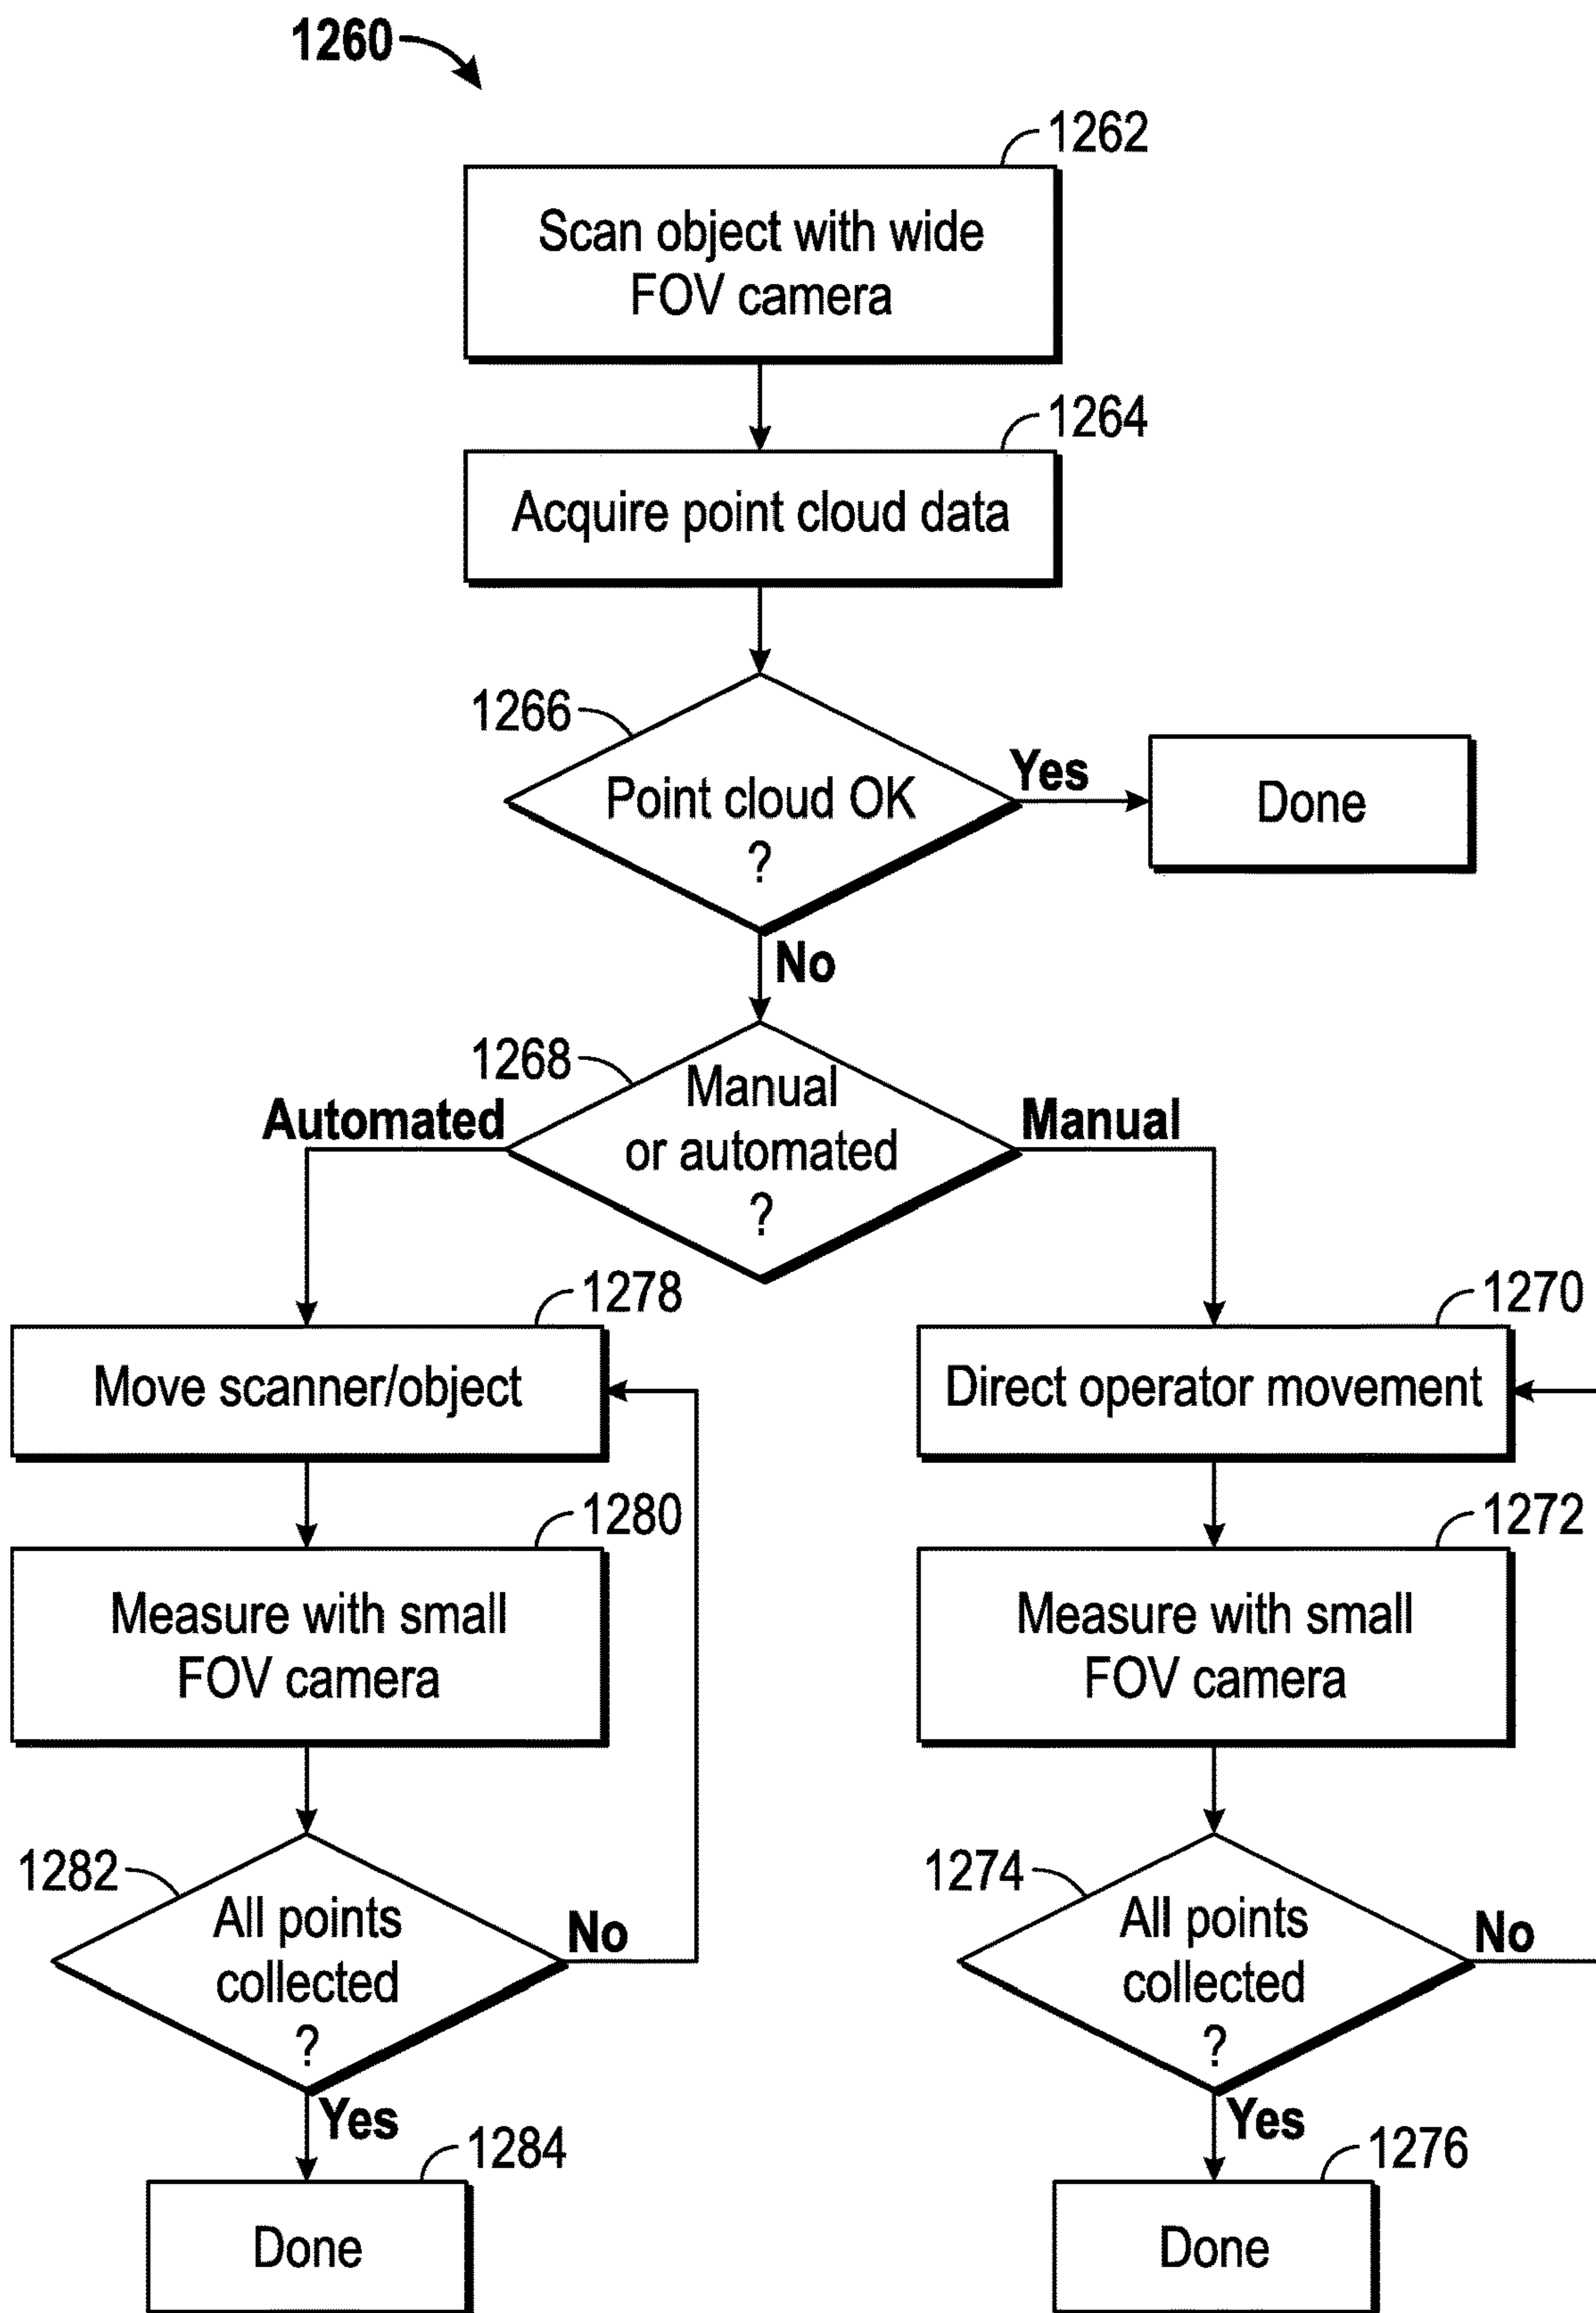 1260
1262
Scan object with wide
FOV camera
1264
Acquire point cloud data
1266
Point cloud OK
?
Yes
Done
No
1268
Manual
or automated
?
Automated
Manual
1278
Move scanner/object
1280
Measure with small
FOV camera
1282
All points
collected
?
No
Yes
1284
Done
1270
Direct operator movement
1272
Measure with small
FOV camera
1274
All points
collected
?
No
Yes
1276
Done